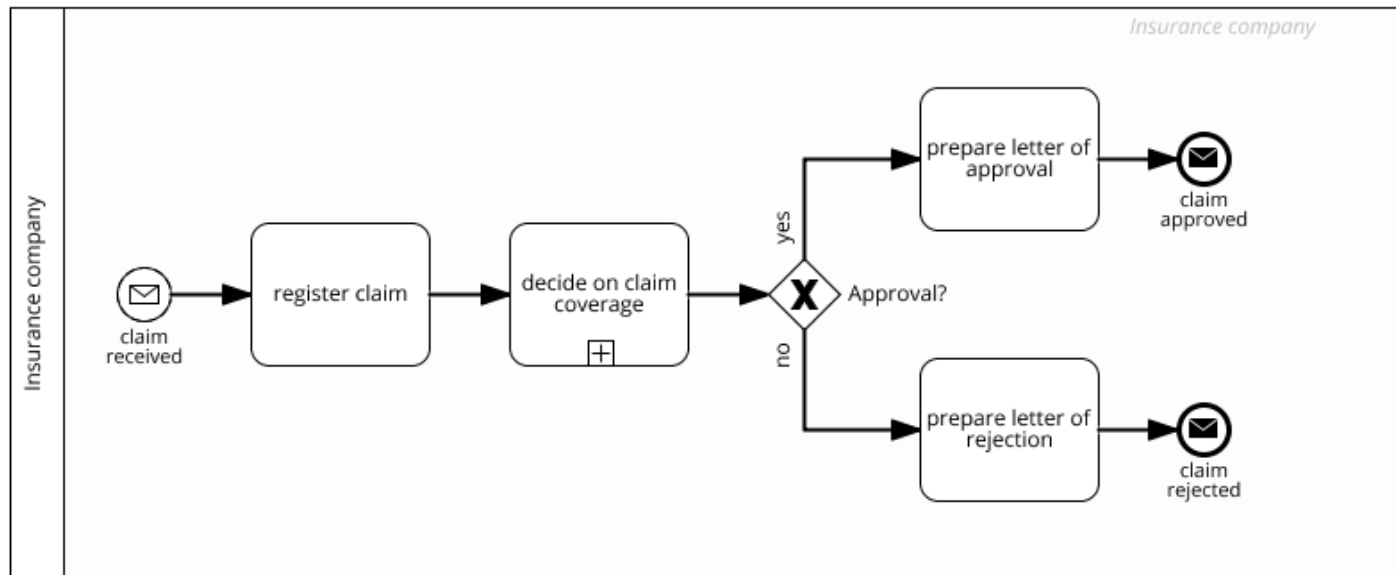 Insurance company
Insurance company
claim
received
register claim
decide on claim
coverage
Approval?
yes
no
prepare letter of
approval
claim
approved
prepare letter of
rejection
claim
rejected